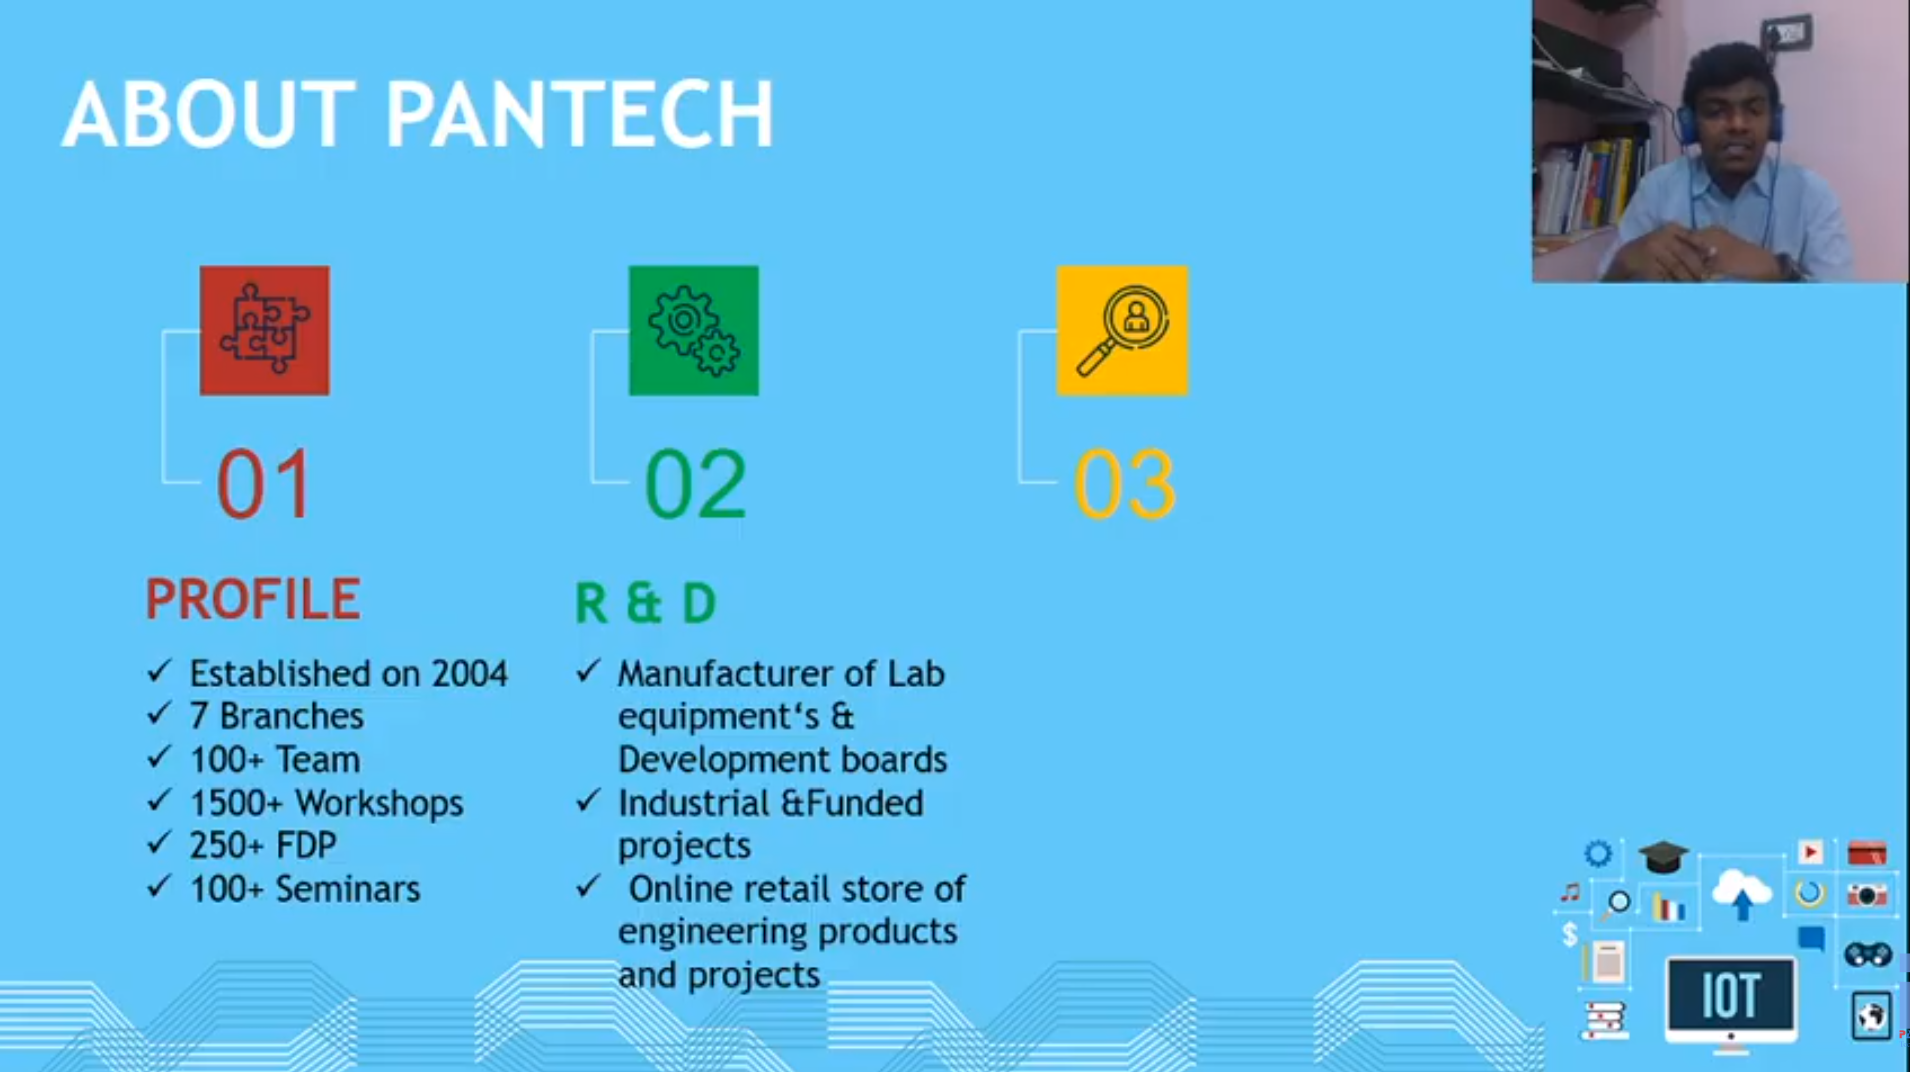 ABOUT PANTECH
01
02
03
PROFILE
✓ Established on 2004
✓ 7 Branches
✓ 100+ Team
✓ 1500+ Workshops
✓ 250+ FDP
✓ 100+ Seminars
R & D
✓ Manufacturer of Lab
equipment‘s &
Development boards
✓ Industrial &Funded
projects
✓ Online retail store of
engineering products
and projects
$
IOT